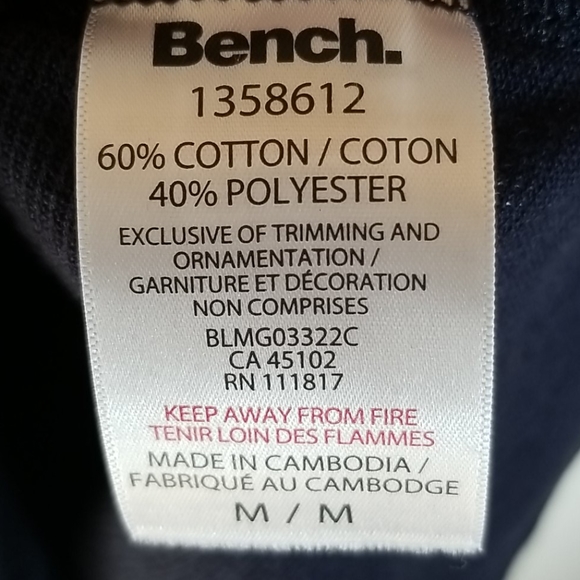 Bench.
1358612
60% COTTON / COTON
40% POLYESTER
EXCLUSIVE OF TRIMMING AND
ORNAMENTATION /
GARNITURE ET DÉCORATION
NON COMPRISES
BLMG03322C
CA 45102
RN 111817
KEEP AWAY FROM FIRE
TENIR LOIN DES FLAMMES
MADE IN CAMBODIA /
FABRIQUÉ AU CAMBODGE
M / M